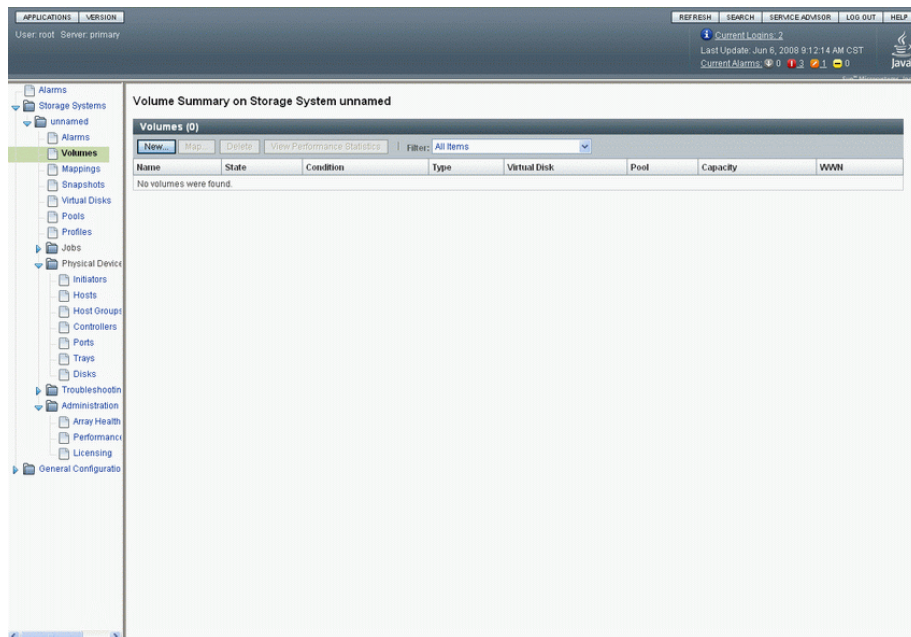 APPLICATIONS VERSION
REFRESH SEARCH SERVICE ADVISOR LOG OUT HELP
User: root Server: primary
Current Logins: 2
Last Update: Jun 6, 2008 9:12:14 AM CST
Current Alarms: 0 3 1 0
Java
Alarms
Storage Systems
unnamed
Alarms
Volumes
Mappings
Snapshots
Virtual Disks
Pools
Profiles
Jobs
Physical Device
Initiators
Hosts
Host Groups
Controllers
Ports
Trays
Disks
Troubleshootin
Administration
Array Health
Performance
Licensing
General Configuratio
Volume Summary on Storage System unnamed
Volumes (0)
New... Map... Delete View Performance Statistics Filter: All Items
Name State Condition Type Virtual Disk Pool Capacity WWN
No volumes were found.